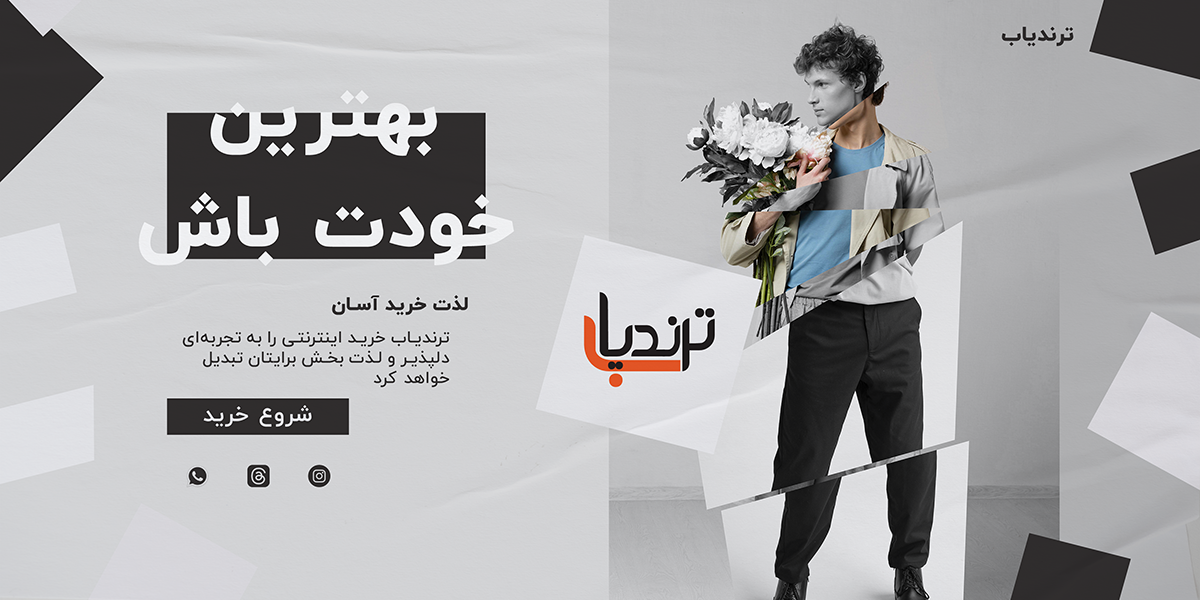 ترندیاب
بهترین
خودت باش
لذت خرید آسان
ترندیاب خرید اینترنتی را به تجربه‌ای
دلپذیر و لذت بخش برایتان تبدیل
خواهد کرد
شروع خرید
ترندیاب